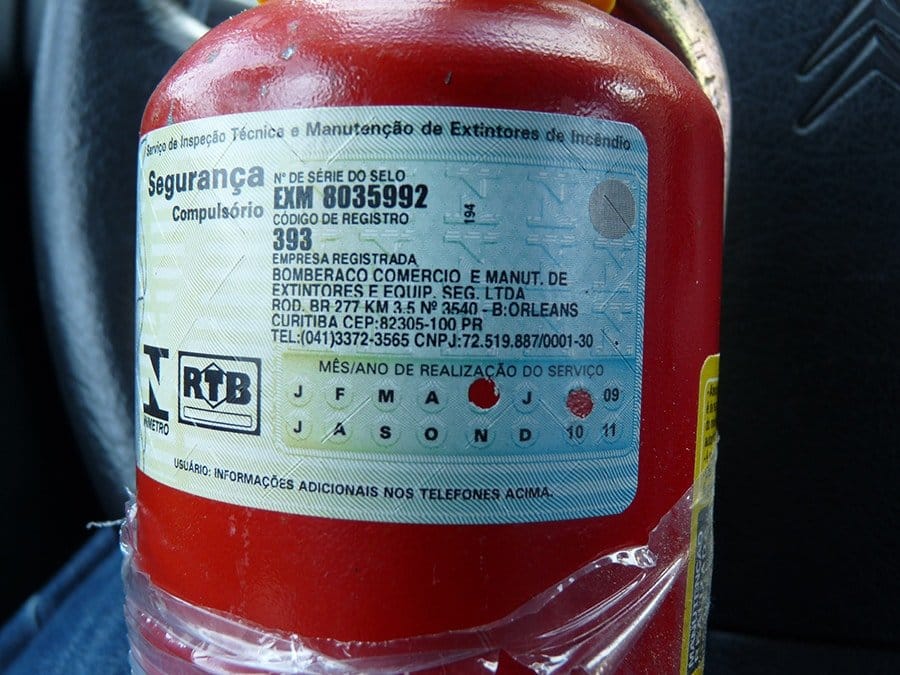 Serviço de Inspeção Técnica e Manutenção de Extintores de Incêndio
Segurança
Compulsório
Nº DE SÉRIE DO SELO
EXM 8035992
194
CÓDIGO DE REGISTRO
393
EMPRESA REGISTRADA
BOMBERACO COMERCIO E MANUT. DE
EXTINTORES E EQUIP. SEG. LTDA
ROD. BR 277 KM 3.5 Nº 3540 - B:ORLEANS
CURITIBA CEP:82305-100 PR
TEL:(041)3372-3565 CNPJ:72.519.887/0001-30
MÊS/ANO DE REALIZAÇÃO DO SERVIÇO
J F M A J 09
J A S O N D 10 11
INMETRO
RTB
USUÁRIO: INFORMAÇÕES ADICIONAIS NOS TELEFONES ACIMA.